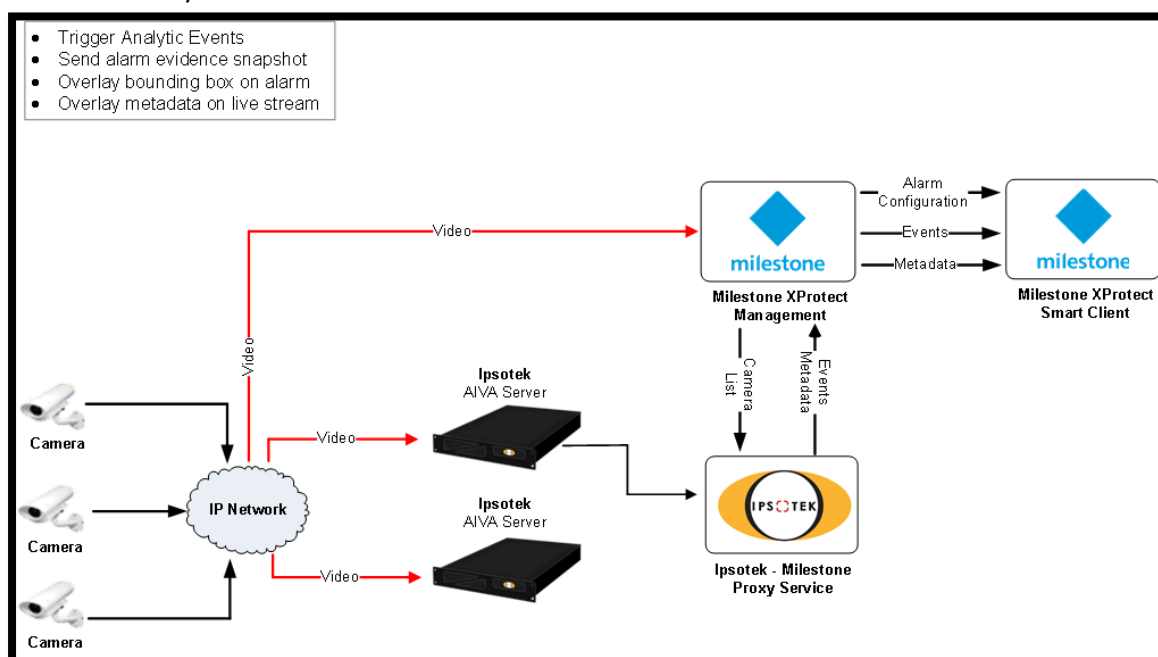 Trigger Analytic Events
Send alarm evidence snapshot
Overlay bounding box on alarm
Overlay metadata on live stream
Alarm
Configuration
Video
milestone
Events
milestone
Metadata
Milestone XProtect
Management
Milestone XProtect
Smart Client
Video
Camera
List
Events
Metadata
Ipsotek
AIVA Server
Video
Camera
IP Network
IPSOTEK
Ipsotek
AIVA Server
Camera
Video
Ipsotek - Milestone
Proxy Service
Camera